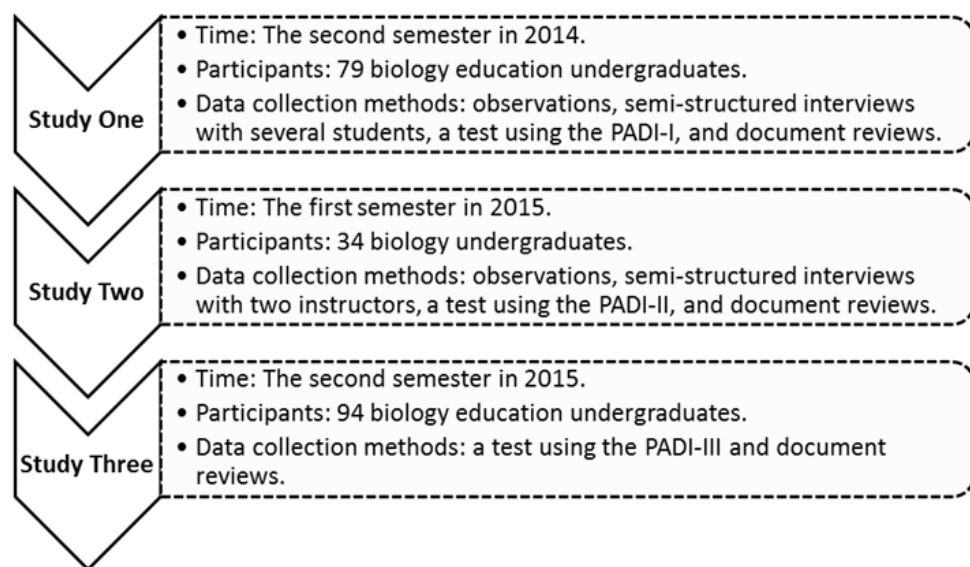 Study One
• Time: The second semester in 2014.
• Participants: 79 biology education undergraduates.
• Data collection methods: observations, semi-structured interviews
with several students, a test using the PADI-I, and document reviews.
Study Two
• Time: The first semester in 2015.
• Participants: 34 biology undergraduates.
• Data collection methods: observations, semi-structured interviews
with two instructors, a test using the PADI-II, and document reviews.
Study Three
• Time: The second semester in 2015.
• Participants: 94 biology education undergraduates.
• Data collection methods: a test using the PADI-III and document
reviews.